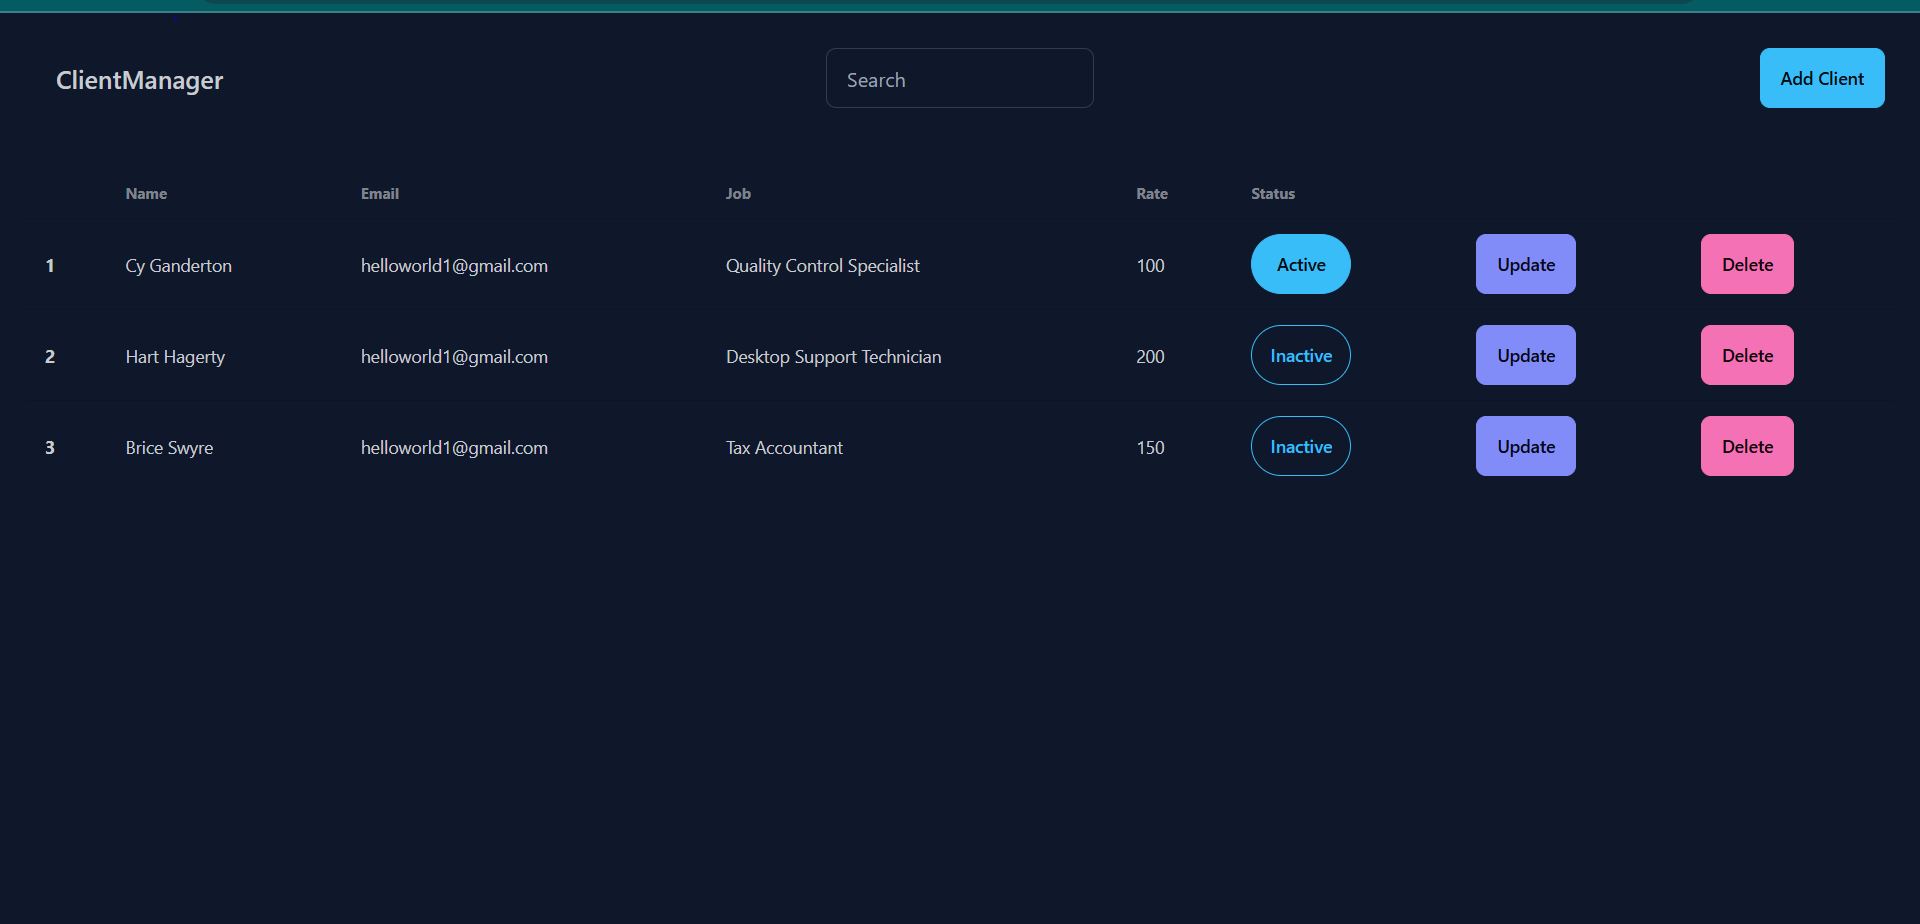 ClientManager Search Add Client
Name Email Job Rate Status
1 Cy Ganderton helloworld1@gmail.com Quality Control Specialist 100 Active Update Delete
2 Hart Hagerty helloworld1@gmail.com Desktop Support Technician 200 Inactive Update Delete
3 Brice Swyre helloworld1@gmail.com Tax Accountant 150 Inactive Update Delete